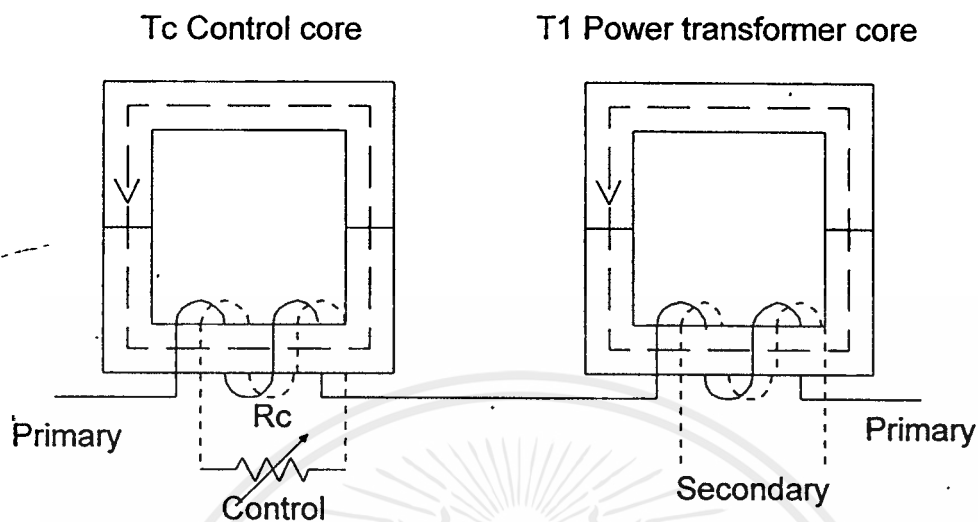 Tc Control core
T1 Power transformer core
Primary
Rc
Control
Secondary
Primary